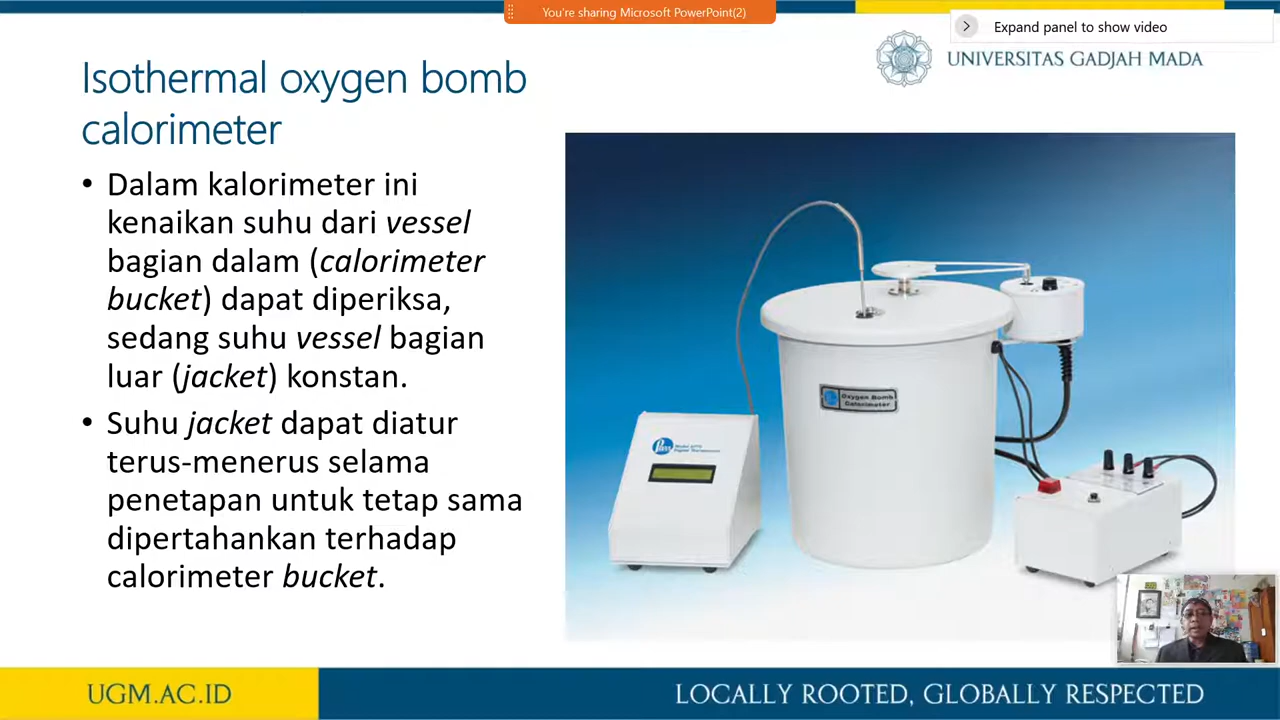 You're sharing Microsoft PowerPoint(2)
Expand panel to show video
UNIVERSITAS GADJAH MADA
Isothermal oxygen bomb
calorimeter
• Dalam kalorimeter ini
kenaikan suhu dari vessel
bagian dalam (calorimeter
bucket) dapat diperiksa,
sedang suhu vessel bagian
luar (jacket) konstan.
• Suhu jacket dapat diatur
terus-menerus selama
penetapan untuk tetap sama
dipertahankan terhadap
calorimeter bucket.
Oxygen Bomb
Calorimeter
Parr
UGM.AC.ID
LOCALLY ROOTED, GLOBALLY RESPECTED